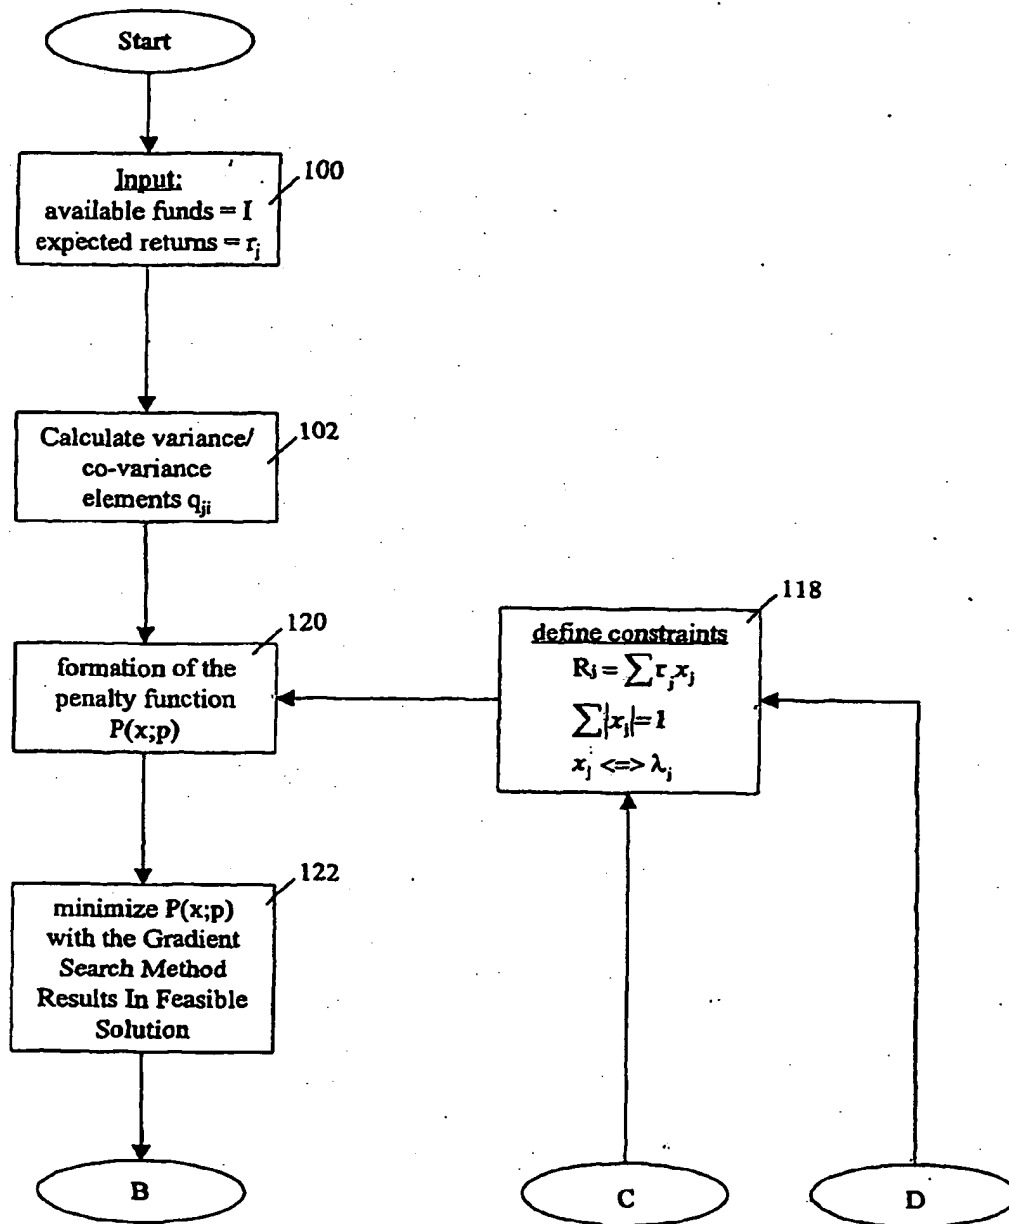 Start
100
Input:
available funds = I
expected returns = r_j
102
Calculate variance/
co-variance
elements q_ji
118
define constraints
R_j = ∑ r_j x_j
∑|x_j|=1
x_j <=> λ_j
120
formation of the
penalty function
P(x;p)
122
minimize P(x;p)
with the Gradient
Search Method
Results In Feasible
Solution
B
C
D